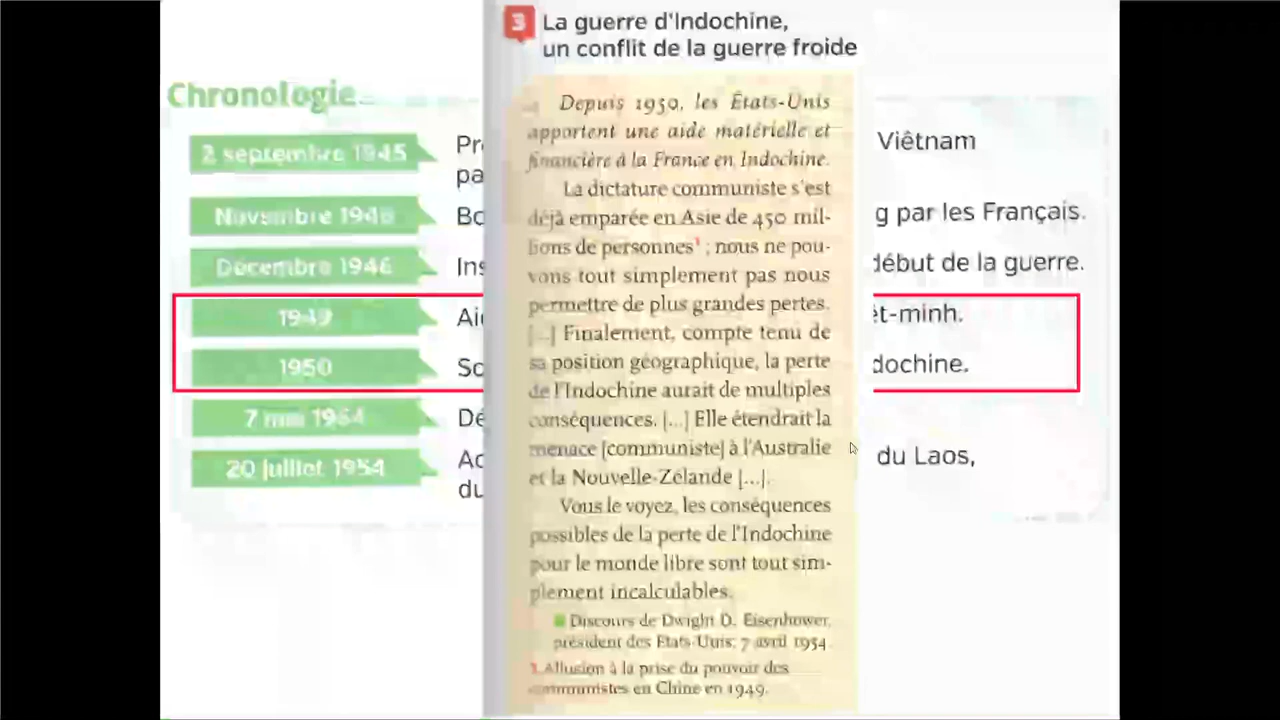 3 La guerre d'Indochine,
un conflit de la guerre froide
Chronologie
2 septembre 1945
Pr
Viêtnam
pa
Novembre 1946
Bo
g par les Français.
Décembre 1946
Ins
début de la guerre.
1949
Aid
êt-minh.
1950
So
dochine.
7 mai 1954
Dé
20 juillet 1954
Ac
du Laos,
du
Depuis 1950, les États-Unis
apportent une aide matérielle et
financière à la France en Indochine.
La dictature communiste s'est
déjà emparée en Asie de 450 mil-
lions de personnes¹ ; nous ne pou-
vons tout simplement pas nous
permettre de plus grandes pertes.
[...] Finalement, compte tenu de
sa position géographique, la perte
de l'Indochine aurait de multiples
conséquences. [...] Elle étendrait la
menace [communiste] à l'Australie
et la Nouvelle-Zélande [...].
Vous le voyez, les conséquences
possibles de la perte de l'Indochine
pour le monde libre sont tout sim-
plement incalculables.
Discours de Dwight D. Eisenhower,
président des États-Unis, 7 avril 1954.
1. Allusion à la prise du pouvoir des
communistes en Chine en 1949.